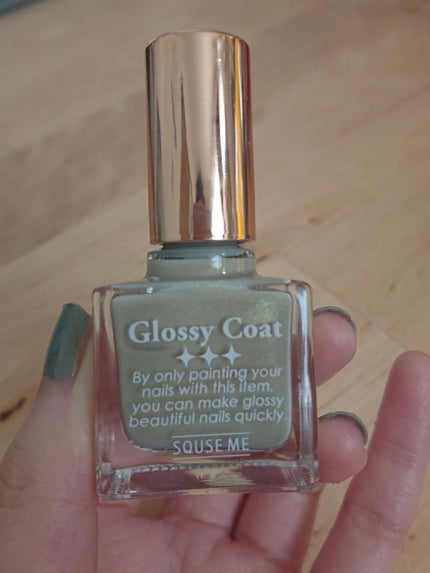 Glossy Coat
By only painting your
nails with this item,
you can make glossy
beautiful nails quickly.
SQUSE ME